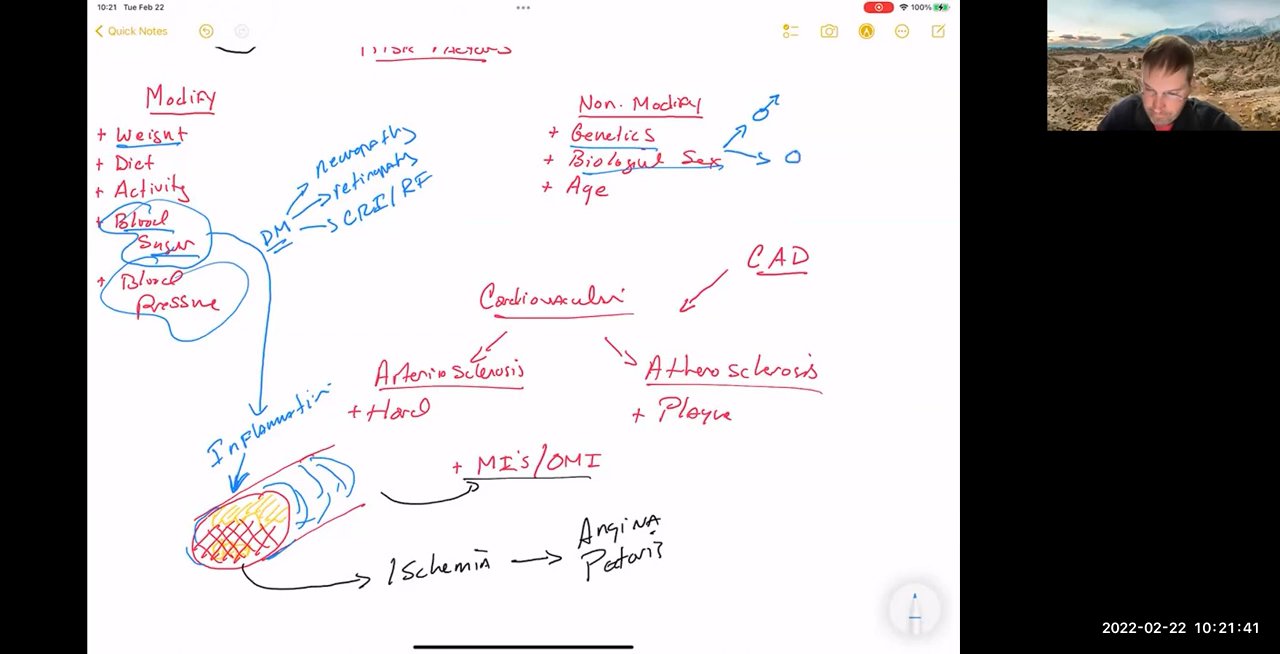 10:21 Tue Feb 22
100%
Quick Notes
Risk Factors
Modify
+ Weight
+ Diet
+ Activity
+ Blood
Sugar
+ Blood
Pressure
DM
neuropathy
retinopathy
CRI/RF
Non-Modify
+ Genetics
+ Biological Sex
+ Age
CAD
Cardiovascular
Arteriosclerosis
+ Hard
Atherosclerosis
+ Plaque
Inflammation
+ MI's/OMI
Ischemia
Angina
2022-02-22 10:21:41